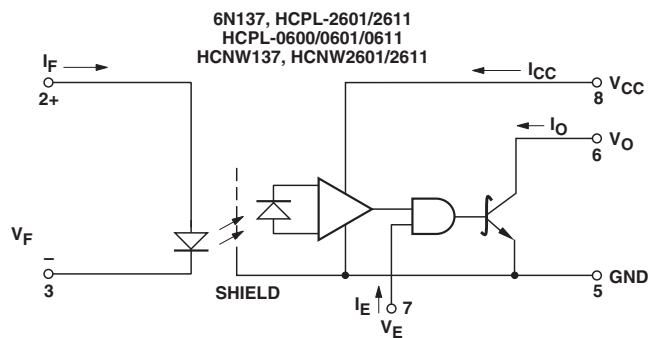 6N137, HCPL-2601/2611
HCPL-0600/0601/0611
HCNW137, HCNW2601/2611
IF
2+
ICC
8 VCC
IO
6 VO
VF
–
3
SHIELD
IE
7
VE
5 GND